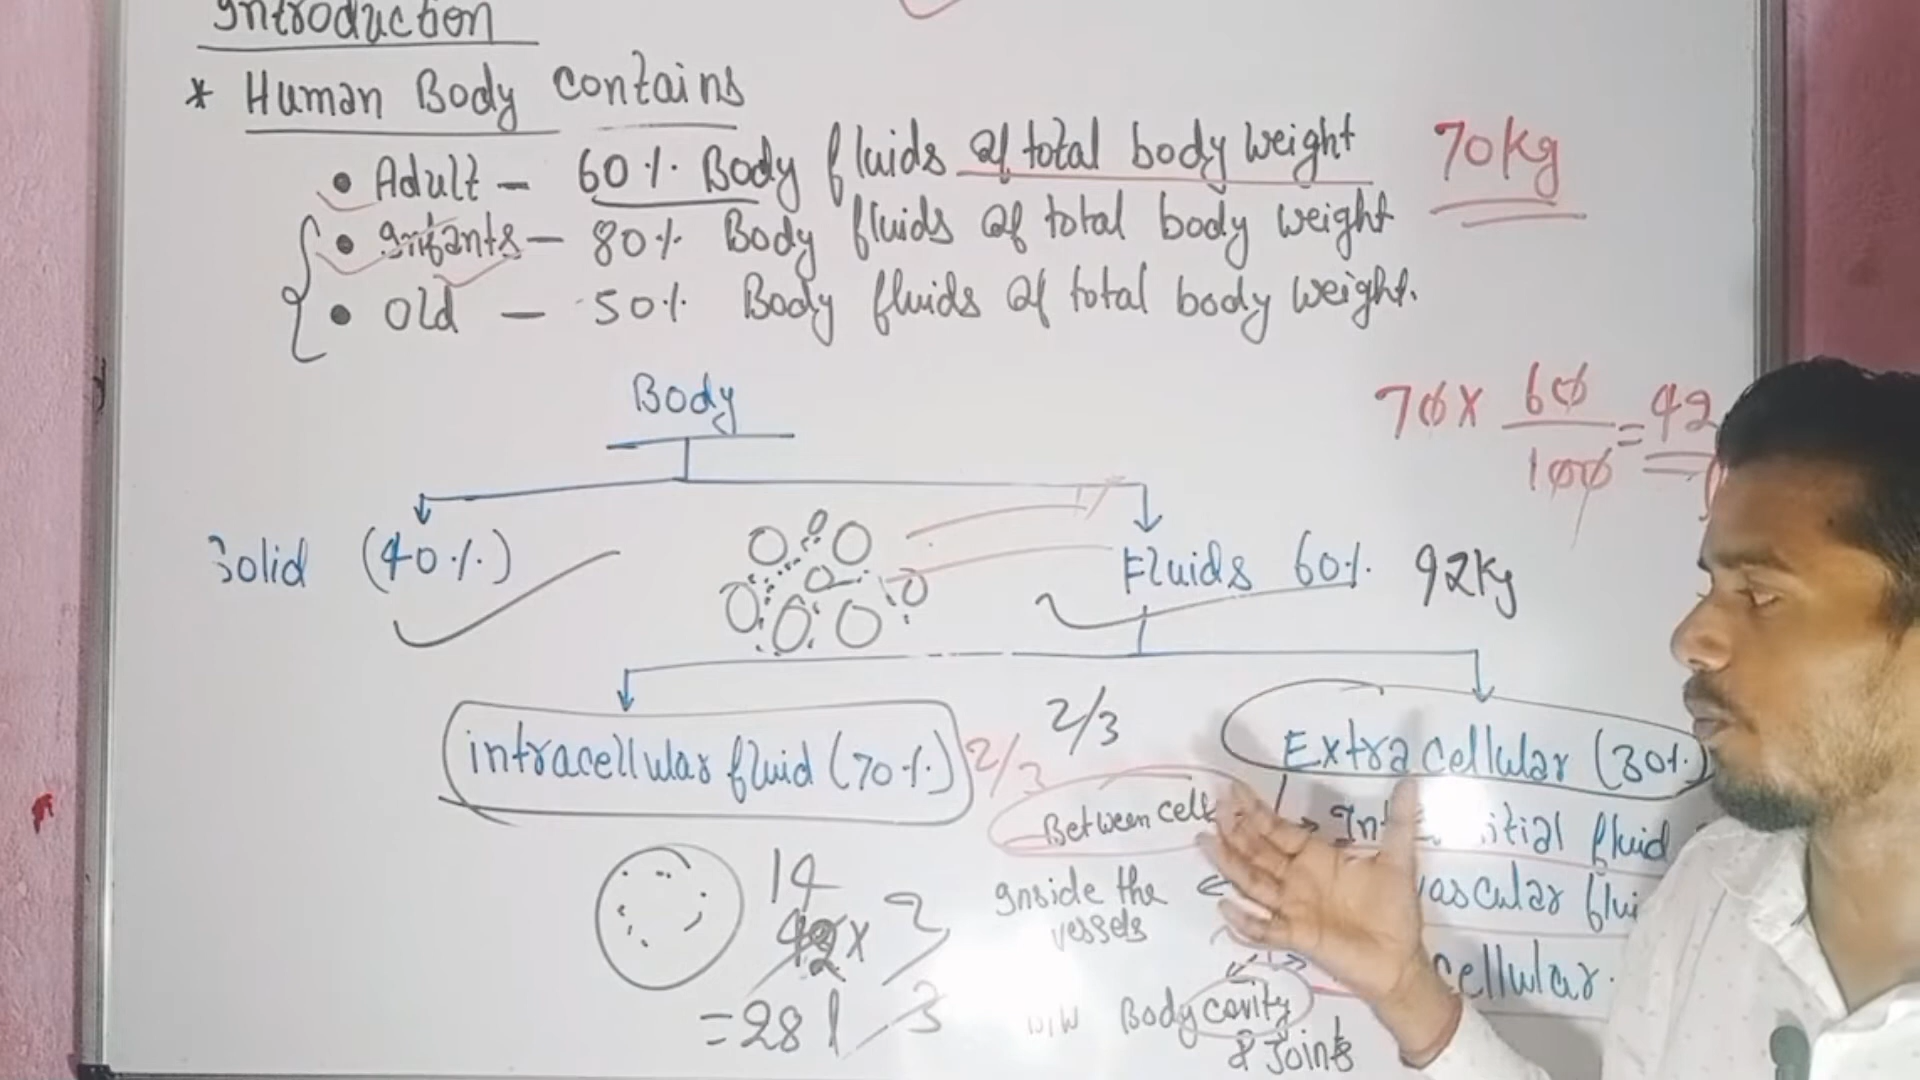 Introduction
* Human Body contains
• Adult - 60% Body fluids of total body weight
70kg
• Infants - 80% Body fluids of total body weight
• Old - 50% Body fluids of total body weight.
Body
70 X 60/100 = 42
Solid (40%)
Fluids 60% 42kg
intracellular fluid (70%) 2/3
2/3
Extracellular (30%)
Between cell
fluid
Inside the
vessels
cellular.
B/W Body cavity
& Joints
14
42 x 2/3
= 28 l